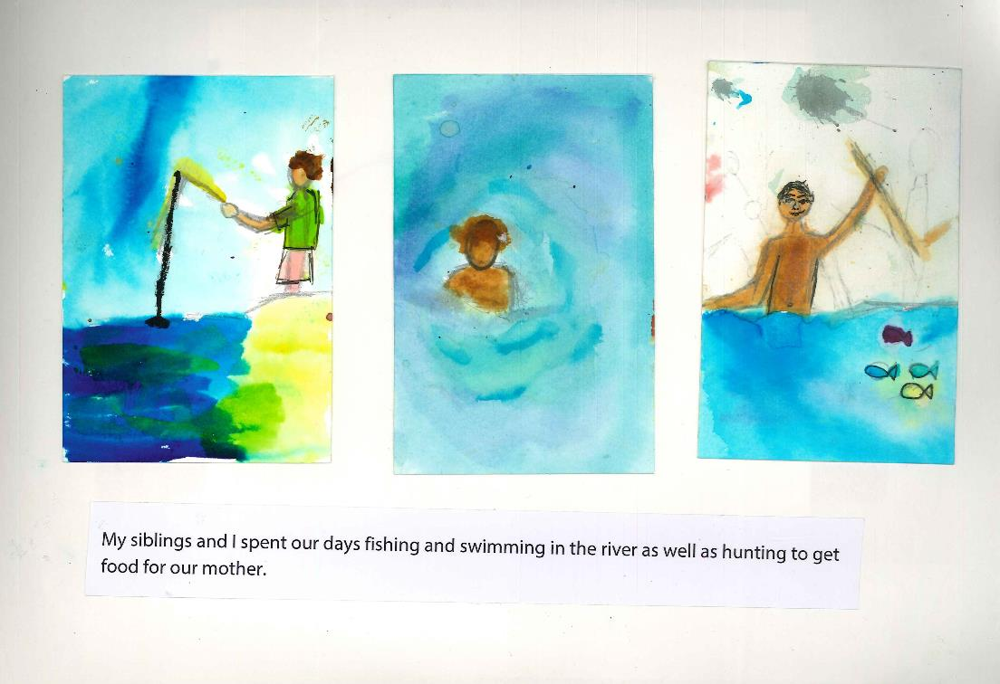 My siblings and I spent our days fishing and swimming in the river as well as hunting to get
food for our mother.